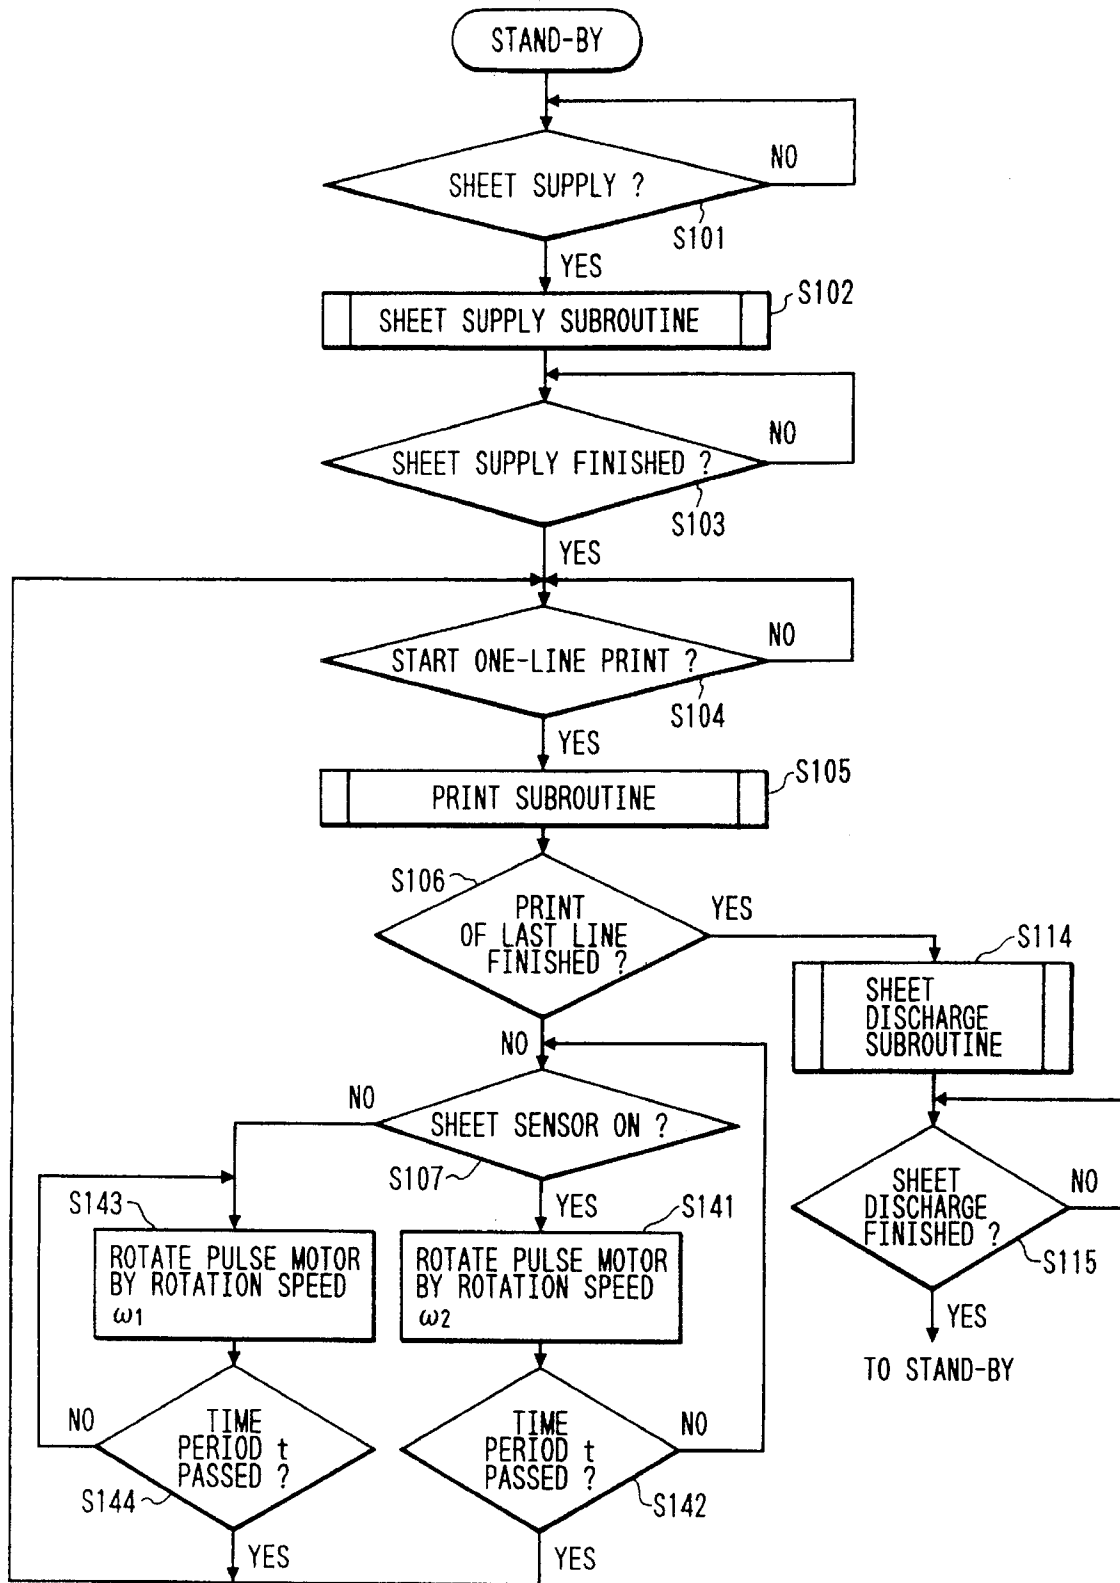 STAND-BY
NO
SHEET SUPPLY ?
S101
YES
S102
SHEET SUPPLY SUBROUTINE
NO
SHEET SUPPLY FINISHED ?
S103
YES
NO
START ONE-LINE PRINT ?
S104
YES
S105
PRINT SUBROUTINE
S106
PRINT
OF LAST LINE
FINISHED ?
YES
S114
SHEET
DISCHARGE
SUBROUTINE
NO
NO
SHEET SENSOR ON ?
S107
YES
SHEET
DISCHARGE
FINISHED ?
NO
S115
YES
TO STAND-BY
S143
ROTATE PULSE MOTOR
BY ROTATION SPEED
ω1
S141
ROTATE PULSE MOTOR
BY ROTATION SPEED
ω2
NO
TIME
PERIOD t
PASSED ?
S144
YES
TIME
PERIOD t
PASSED ?
NO
S142
YES